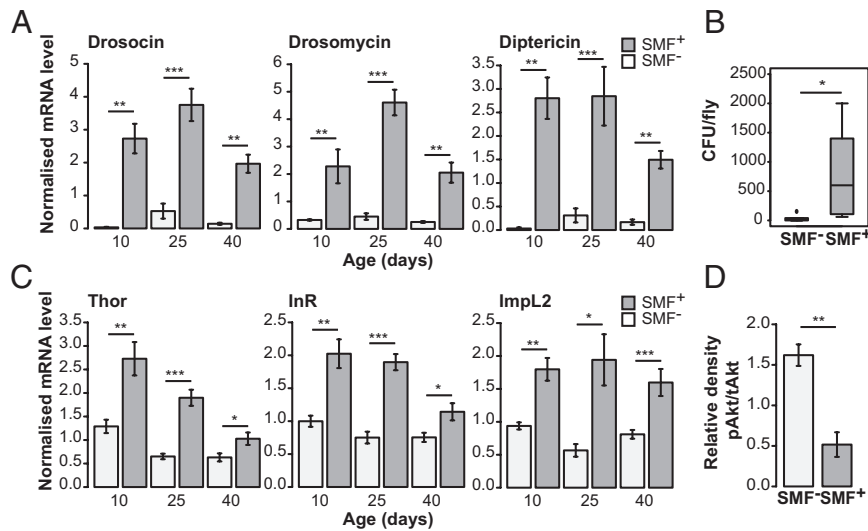 A
Drosocin
Drosomycin
Diptericin
SMF+
SMF-
Normalised mRNA level
5
4
3
2
1
0
**
***
**
10 25 40
6
5
4
3
2
1
0
**
***
**
10 25 40
3.5
3.0
2.5
2.0
1.5
1.0
0.5
0.0
**
***
**
10 25 40
Age (days)
B
CFU/fly
2500
2000
1500
1000
500
0
*
SMF- SMF+
C
Thor
InR
ImpL2
SMF+
SMF-
Normalised mRNA level
3.5
3.0
2.5
2.0
1.5
1.0
0.5
0.0
**
***
*
10 25 40
2.5
2.0
1.5
1.0
0.5
0.0
**
***
*
10 25 40
2.5
2.0
1.5
1.0
0.5
0.0
**
*
***
10 25 40
Age (days)
D
Relative density
pAkt/tAkt
2.0
1.5
1.0
0.5
0.0
**
SMF- SMF+